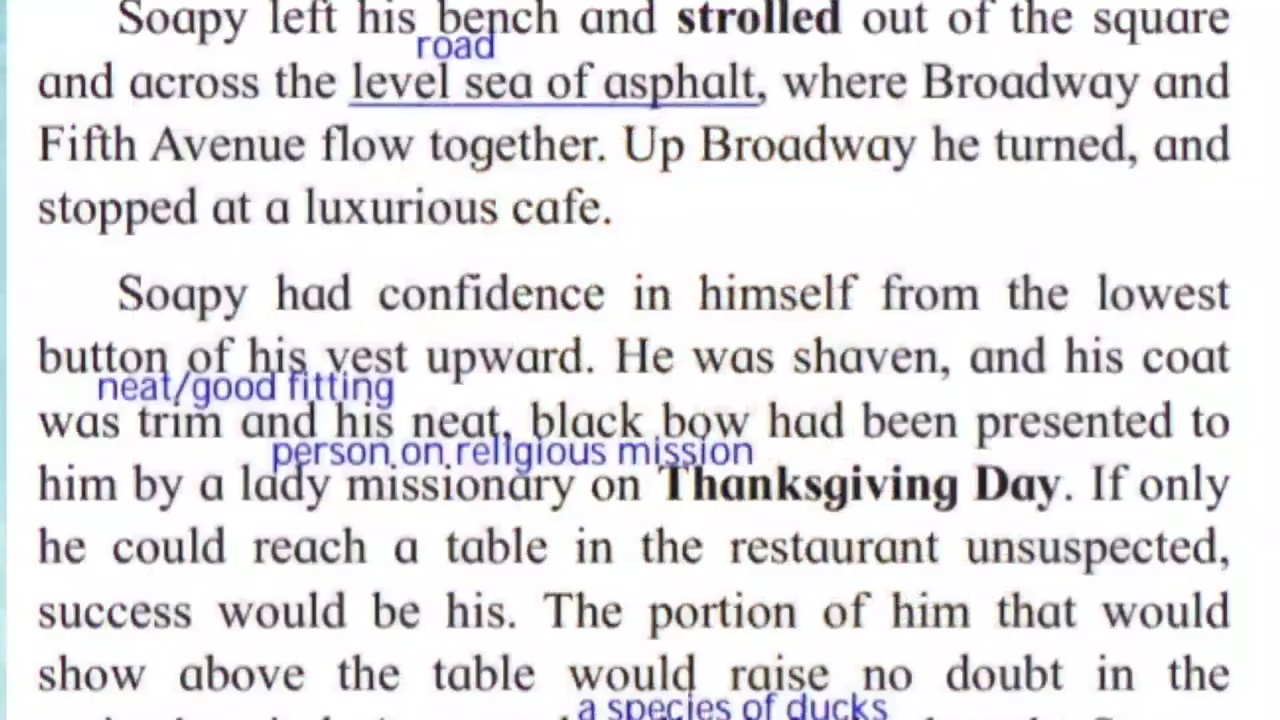 Soapy left his bench and strolled out of the square
road
and across the level sea of asphalt, where Broadway and
Fifth Avenue flow together. Up Broadway he turned, and
stopped at a luxurious cafe.
Soapy had confidence in himself from the lowest
button of his vest upward. He was shaven, and his coat
neat/good fitting
was trim and his neat, black bow had been presented to
person on religious mission
him by a lady missionary on Thanksgiving Day. If only
he could reach a table in the restaurant unsuspected,
success would be his. The portion of him that would
show above the table would raise no doubt in the
a species of ducks